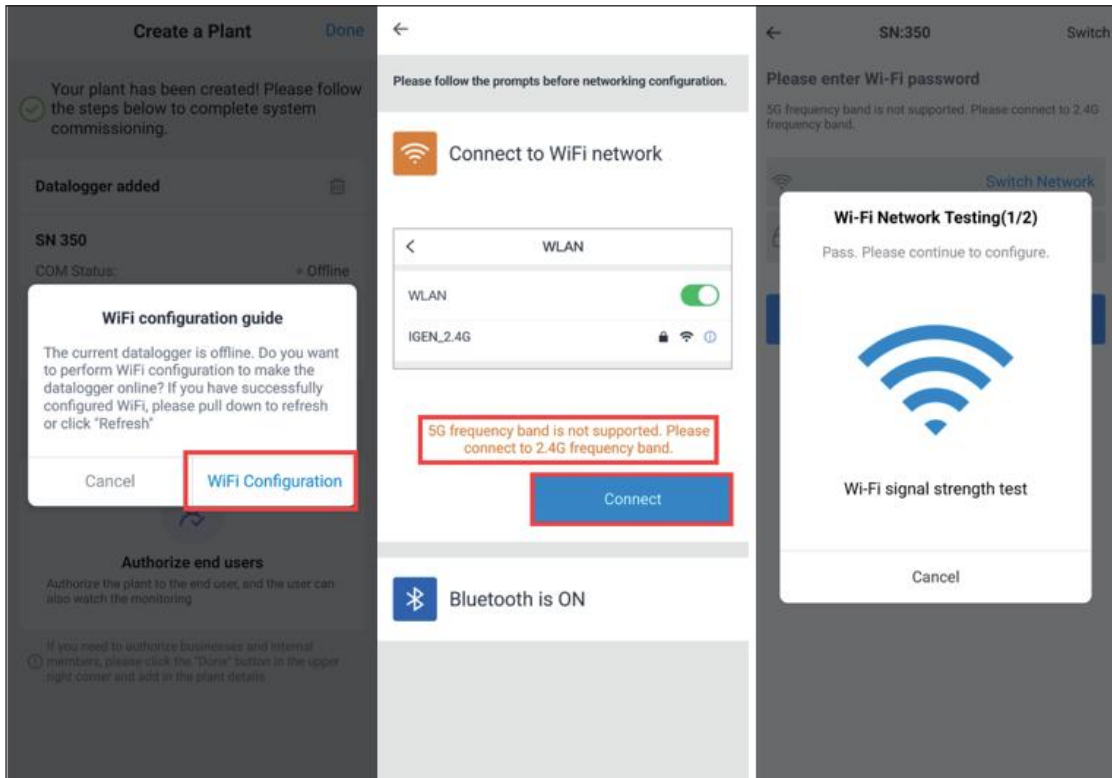 Create a Plant
Done
Your plant has been created! Please follow
the steps below to complete system
commissioning.
Datalogger added
SN 350
COM Status:
Offline
WiFi configuration guide
The current datalogger is offline. Do you want
to perform WiFi configuration to make the
datalogger online? If you have successfully
configured WiFi, please pull down to refresh
or click "Refresh"
Cancel
WiFi Configuration
Authorize end users
Authorize the plant to the end user, and the user can
also watch the monitoring
If you need to authorize businesses and internal
members, please click the "Done" button in the upper
right corner and add in the plant details
Please follow the prompts before networking configuration.
Connect to WiFi network
WLAN
WLAN
IGEN_2.4G
5G frequency band is not supported. Please
connect to 2.4G frequency band.
Connect
Bluetooth is ON
SN:350
Switch
Please enter Wi-Fi password
5G frequency band is not supported. Please connect to 2.4G
frequency band.
Switch Network
Wi-Fi Network Testing(1/2)
Pass. Please continue to configure.
Wi-Fi signal strength test
Cancel